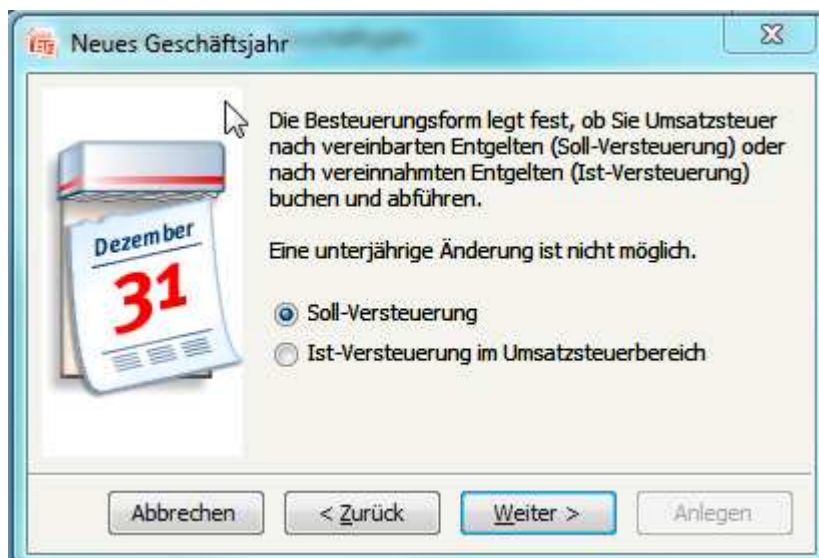 Neues Geschäftsjahr
Die Besteuerungsform legt fest, ob Sie Umsatzsteuer
nach vereinbarten Entgelten (Soll-Versteuerung) oder
nach vereinnahmten Entgelten (Ist-Versteuerung)
buchen und abführen.
Eine unterjährige Änderung ist nicht möglich.
Dezember
31
Soll-Versteuerung
Ist-Versteuerung im Umsatzsteuerbereich
Abbrechen
< Zurück
Weiter >
Anlegen